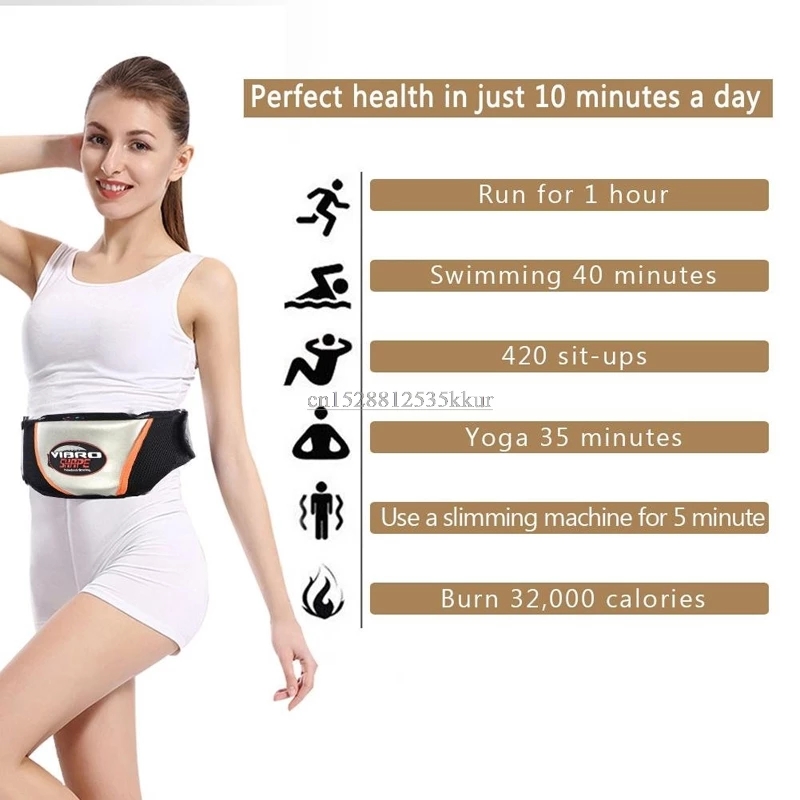 Perfect health in just 10 minutes a day
Run for 1 hour
Swimming 40 minutes
420 sit-ups
cn1528812535kkur
Yoga 35 minutes
VIBRO
SHAPE
Use a slimming machine for 5 minute
Burn 32,000 calories